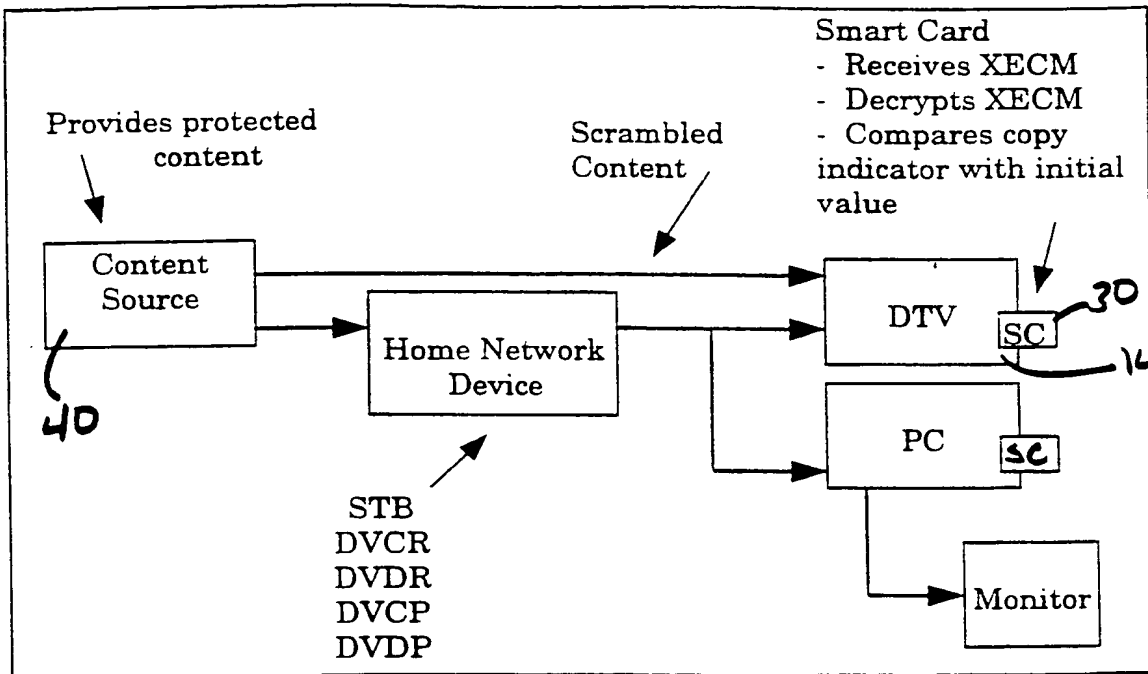 Smart Card
- Receives XECM
- Decrypts XECM
- Compares copy
indicator with initial
value
Provides protected
content
Scrambled
Content
Content
Source
40
Home Network
Device
DTV
SC
30
PC
SC
STB
DVCR
DVDR
DVCP
DVDP
Monitor